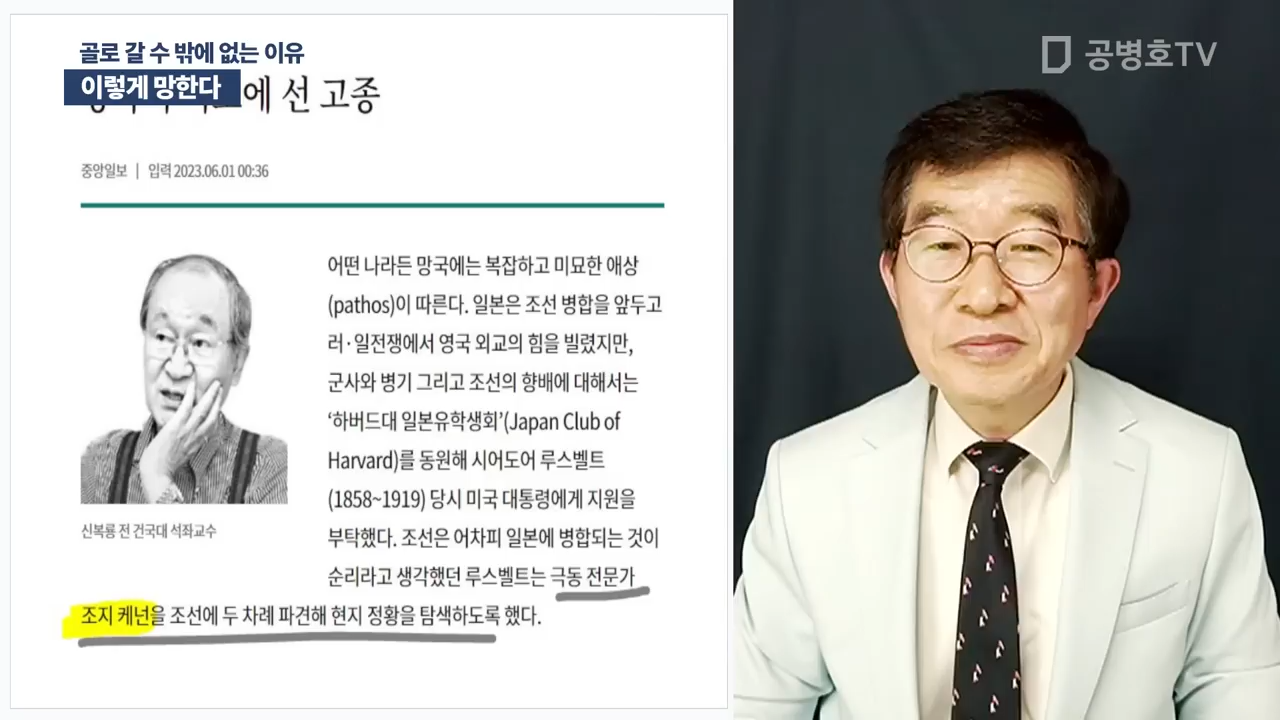 골로 갈 수 밖에 없는 이유
이렇게 망한다
에 선 고종
중앙일보 | 입력 2023.06.01 00:36
어떤 나라든 망국에는 복잡하고 미묘한 애상
(pathos)이 따른다. 일본은 조선 병합을 앞두고
러·일전쟁에서 영국 외교의 힘을 빌렸지만,
군사와 병기 그리고 조선의 향배에 대해서는
‘하버드대 일본유학생회’(Japan Club of
Harvard)를 동원해 시어도어 루스벨트
(1858~1919) 당시 미국 대통령에게 지원을
부탁했다. 조선은 어차피 일본에 병합되는 것이
순리라고 생각했던 루스벨트는 극동 전문가
조지 케넌을 조선에 두 차례 파견해 현지 정황을 탐색하도록 했다.
신복룡 전 건국대 석좌교수
공병호TV